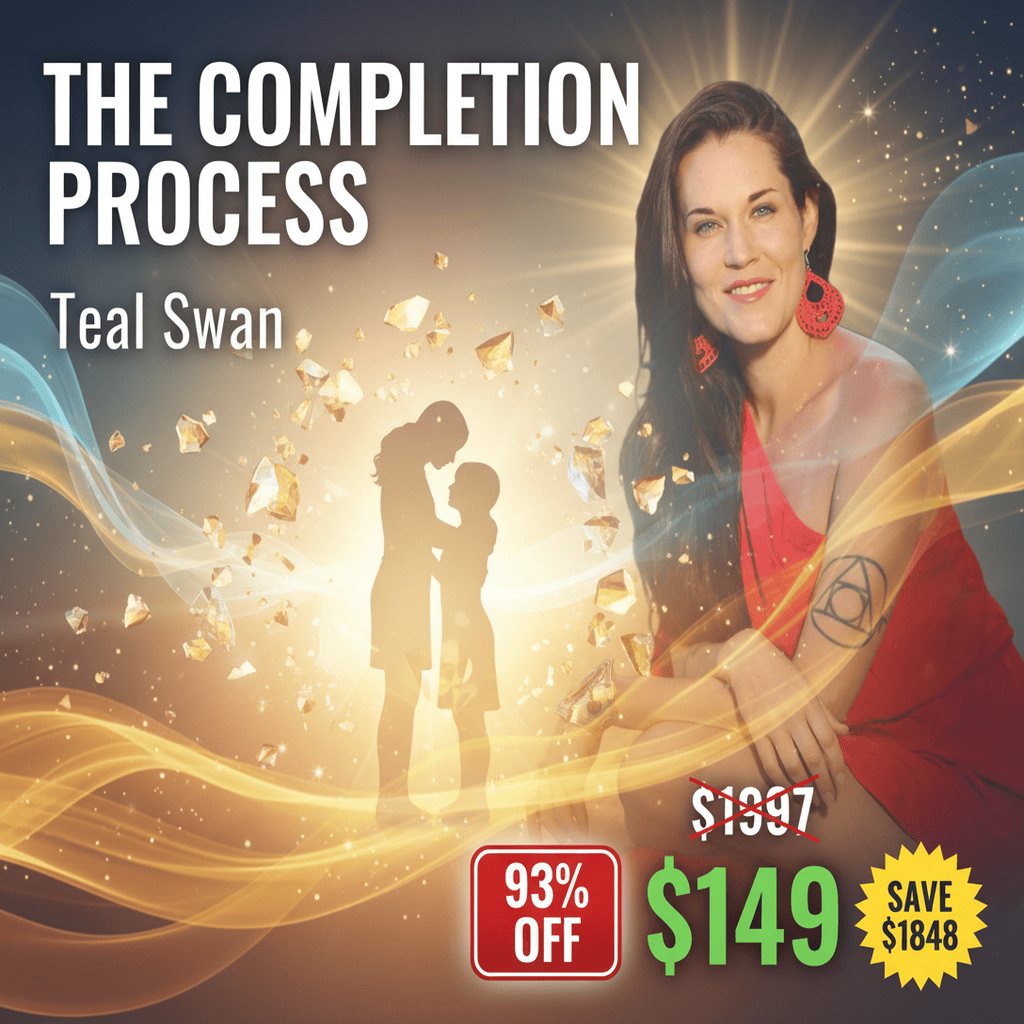 THE COMPLETION
PROCESS
Teal Swan
$1997
93%
OFF
$149
SAVE
$1848